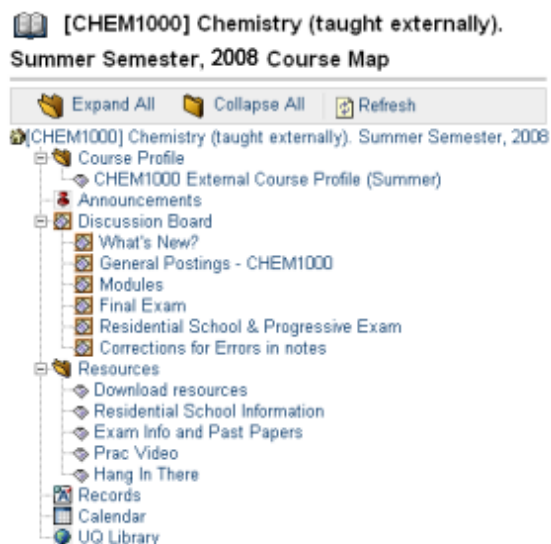 [CHEM1000] Chemistry (taught externally).
Summer Semester, 2008 Course Map
Expand All Collapse All Refresh
[CHEM1000] Chemistry (taught externally). Summer Semester, 2008
Course Profile
CHEM1000 External Course Profile (Summer)
Announcements
Discussion Board
What's New?
General Postings - CHEM1000
Modules
Final Exam
Residential School & Progressive Exam
Corrections for Errors in notes
Resources
Download resources
Residential School Information
Exam Info and Past Papers
Prac Video
Hang In There
Records
Calendar
UQ Library